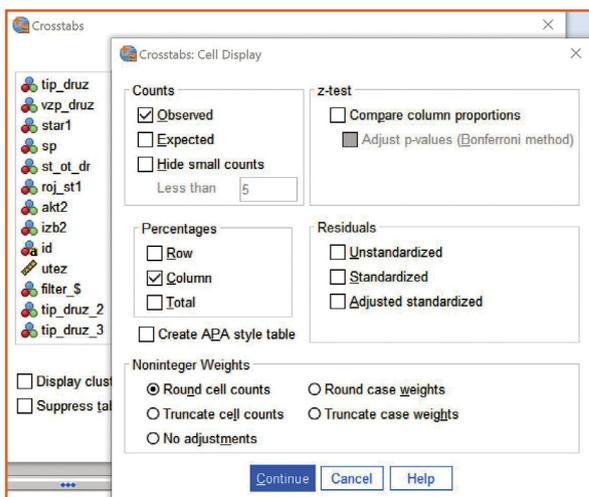 Crosstabs
Crosstabs: Cell Display
tip_druz
vzp_druz
star1
sp
st_ot_dr
roj_st1
akt2
izb2
id
utez
filter_$
tip_druz_2
tip_druz_3
Display clust
Suppress tal
Counts
Observed
Expected
Hide small counts
Less than 5
z-test
Compare column proportions
Adjust p-values (Bonferroni method)
Percentages
Row
Column
Total
Create APA style table
Residuals
Unstandardized
Standardized
Adjusted standardized
Noninteger Weights
Round cell counts Round case weights
Truncate cell counts Truncate case weights
No adjustments
Continue Cancel Help